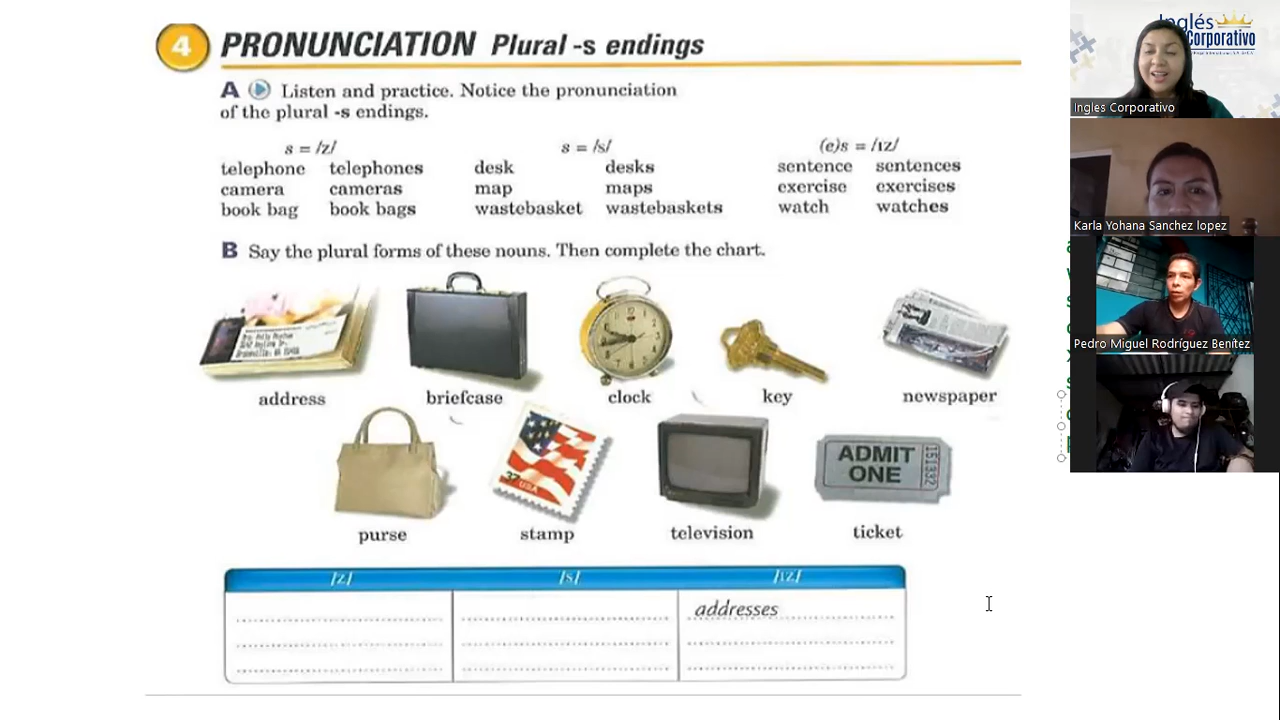 4 PRONUNCIATION Plural -s endings
A Listen and practice. Notice the pronunciation
of the plural -s endings.
s = /z/ s = /s/ (e)s = /ɪz/
telephone telephones desk desks sentence sentences
camera cameras map maps exercise exercises
book bag book bags wastebasket wastebaskets watch watches
B Say the plural forms of these nouns. Then complete the chart.
address briefcase clock key newspaper
37 USA
ADMIT
ONE
151332
purse stamp television ticket
/z/ /s/ /ɪz/
addresses
Inglés
Corporativo
Ingles Corporativo
Karla Yohana Sanchez lopez
Pedro Miguel Rodríguez Benítez